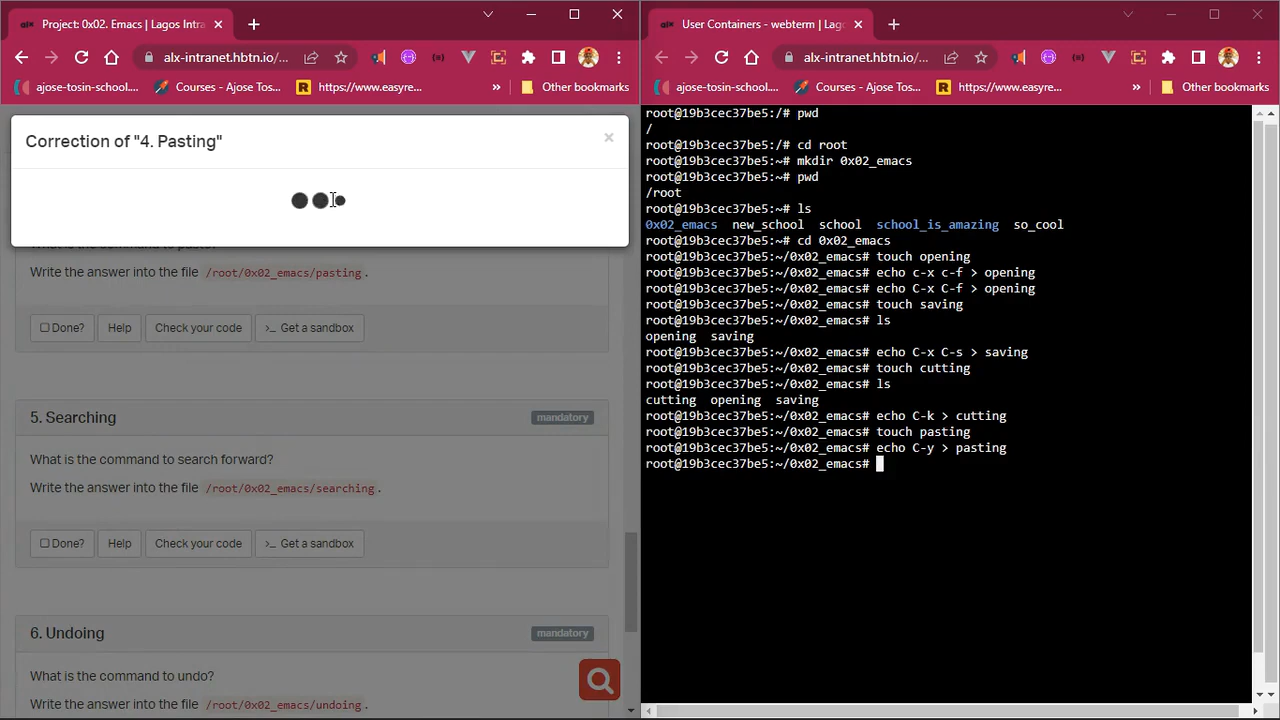 Project: 0x02. Emacs | Lagos Intra
alx-intranet.hbtn.io/...
ajose-tosin-school....
Courses - Ajose Tos...
https://www.easyre...
»
Other bookmarks
Correction of "4. Pasting"
×
Write the answer into the file /root/0x02_emacs/pasting.
Done?
Help
Check your code
>_ Get a sandbox
5. Searching
mandatory
What is the command to search forward?
Write the answer into the file /root/0x02_emacs/searching.
Done?
Help
Check your code
>_ Get a sandbox
6. Undoing
mandatory
What is the command to undo?
Write the answer into the file /root/0x02_emacs/undoing.
User Containers - webterm | Lag
alx-intranet.hbtn.io/...
ajose-tosin-school....
Courses - Ajose Tos...
https://www.easyre...
»
Other bookmarks
root@19b3cec37be5:/# pwd
/
root@19b3cec37be5:/# cd root
root@19b3cec37be5:~# mkdir 0x02_emacs
root@19b3cec37be5:~# pwd
/root
root@19b3cec37be5:~# ls
0x02_emacs  new_school  school  school_is_amazing  so_cool
root@19b3cec37be5:~# cd 0x02_emacs
root@19b3cec37be5:~/0x02_emacs# touch opening
root@19b3cec37be5:~/0x02_emacs# echo c-x c-f > opening
root@19b3cec37be5:~/0x02_emacs# echo C-x C-f > opening
root@19b3cec37be5:~/0x02_emacs# touch saving
root@19b3cec37be5:~/0x02_emacs# ls
opening  saving
root@19b3cec37be5:~/0x02_emacs# echo C-x C-s > saving
root@19b3cec37be5:~/0x02_emacs# touch cutting
root@19b3cec37be5:~/0x02_emacs# ls
cutting  opening  saving
root@19b3cec37be5:~/0x02_emacs# echo C-k > cutting
root@19b3cec37be5:~/0x02_emacs# touch pasting
root@19b3cec37be5:~/0x02_emacs# echo C-y > pasting
root@19b3cec37be5:~/0x02_emacs#